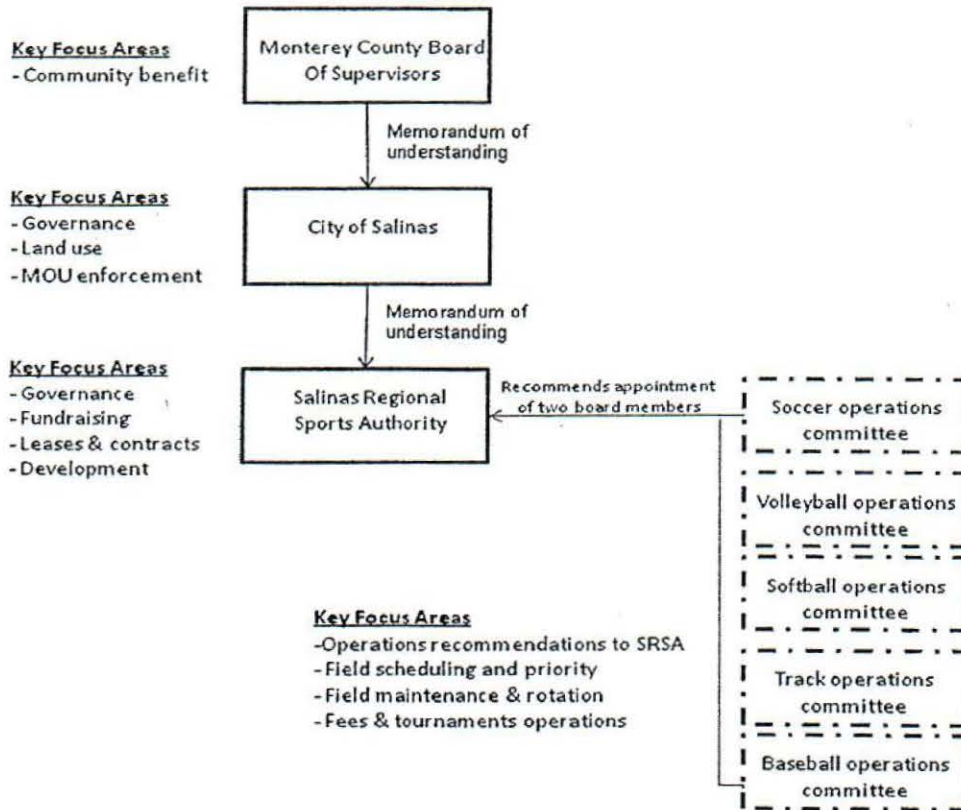 Key Focus Areas
- Community benefit
Monterey County Board
Of Supervisors
Memorandum of
understanding
Key Focus Areas
- Governance
- Land use
- MOU enforcement
City of Salinas
Memorandum of
understanding
Key Focus Areas
- Governance
- Fundraising
- Leases & contracts
- Development
Salinas Regional
Sports Authority
Recommends appointment
of two board members
Soccer operations
committee
Volleyball operations
committee
Softball operations
committee
Track operations
committee
Baseball operations
committee
Key Focus Areas
-Operations recommendations to SRSA
- Field scheduling and priority
- Field maintenance & rotation
- Fees & tournaments operations